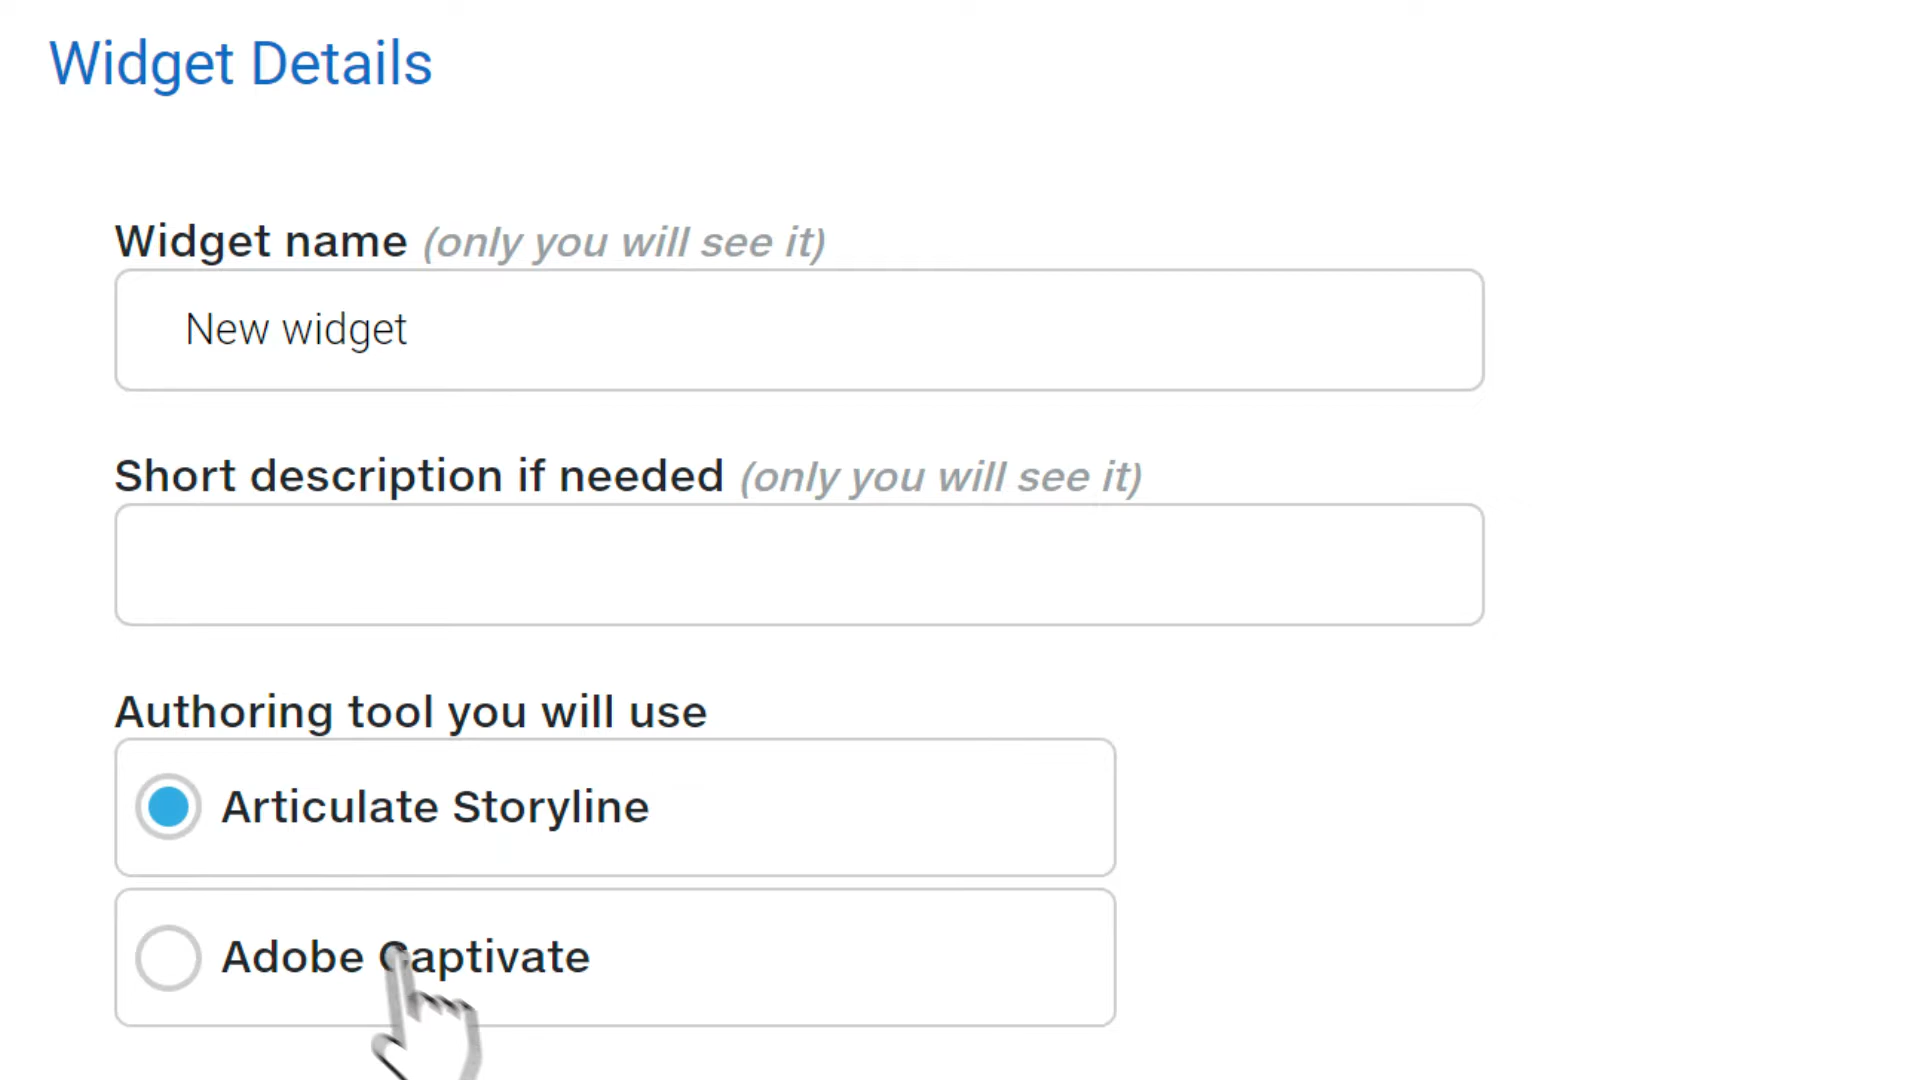 Widget Details
Widget name (only you will see it)
New widget
Short description if needed (only you will see it)
Authoring tool you will use
Articulate Storyline
Adobe Captivate